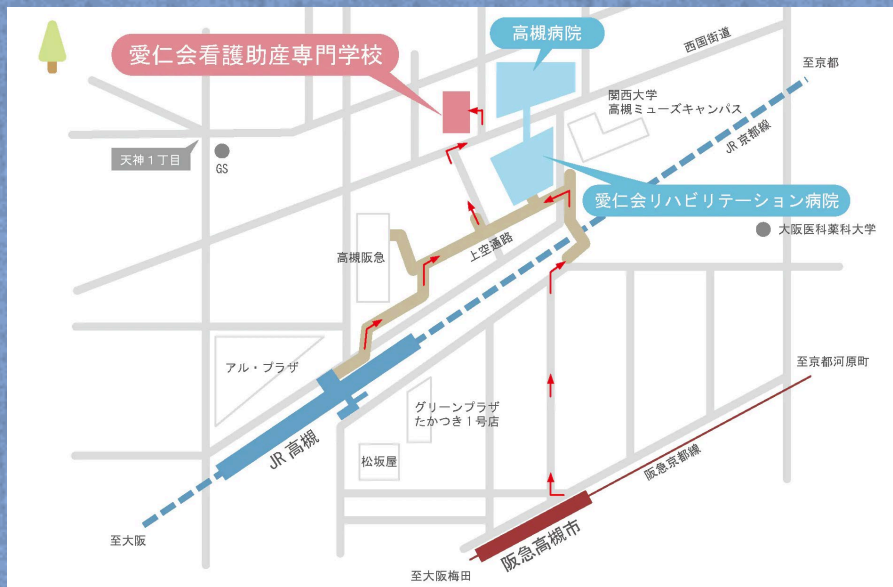 高槻病院
愛仁会看護助産専門学校
西国街道
至京都
関西大学
高槻ミューズキャンパス
JR京都線
天神1丁目
GS
愛仁会リハビリテーション病院
大阪医科薬科大学
高槻阪急
上空通路
アル・プラザ
至京都河原町
グリーンプラザ
たかつき1号店
JR高槻
松坂屋
阪急京都線
至大阪
阪急高槻市
至大阪梅田